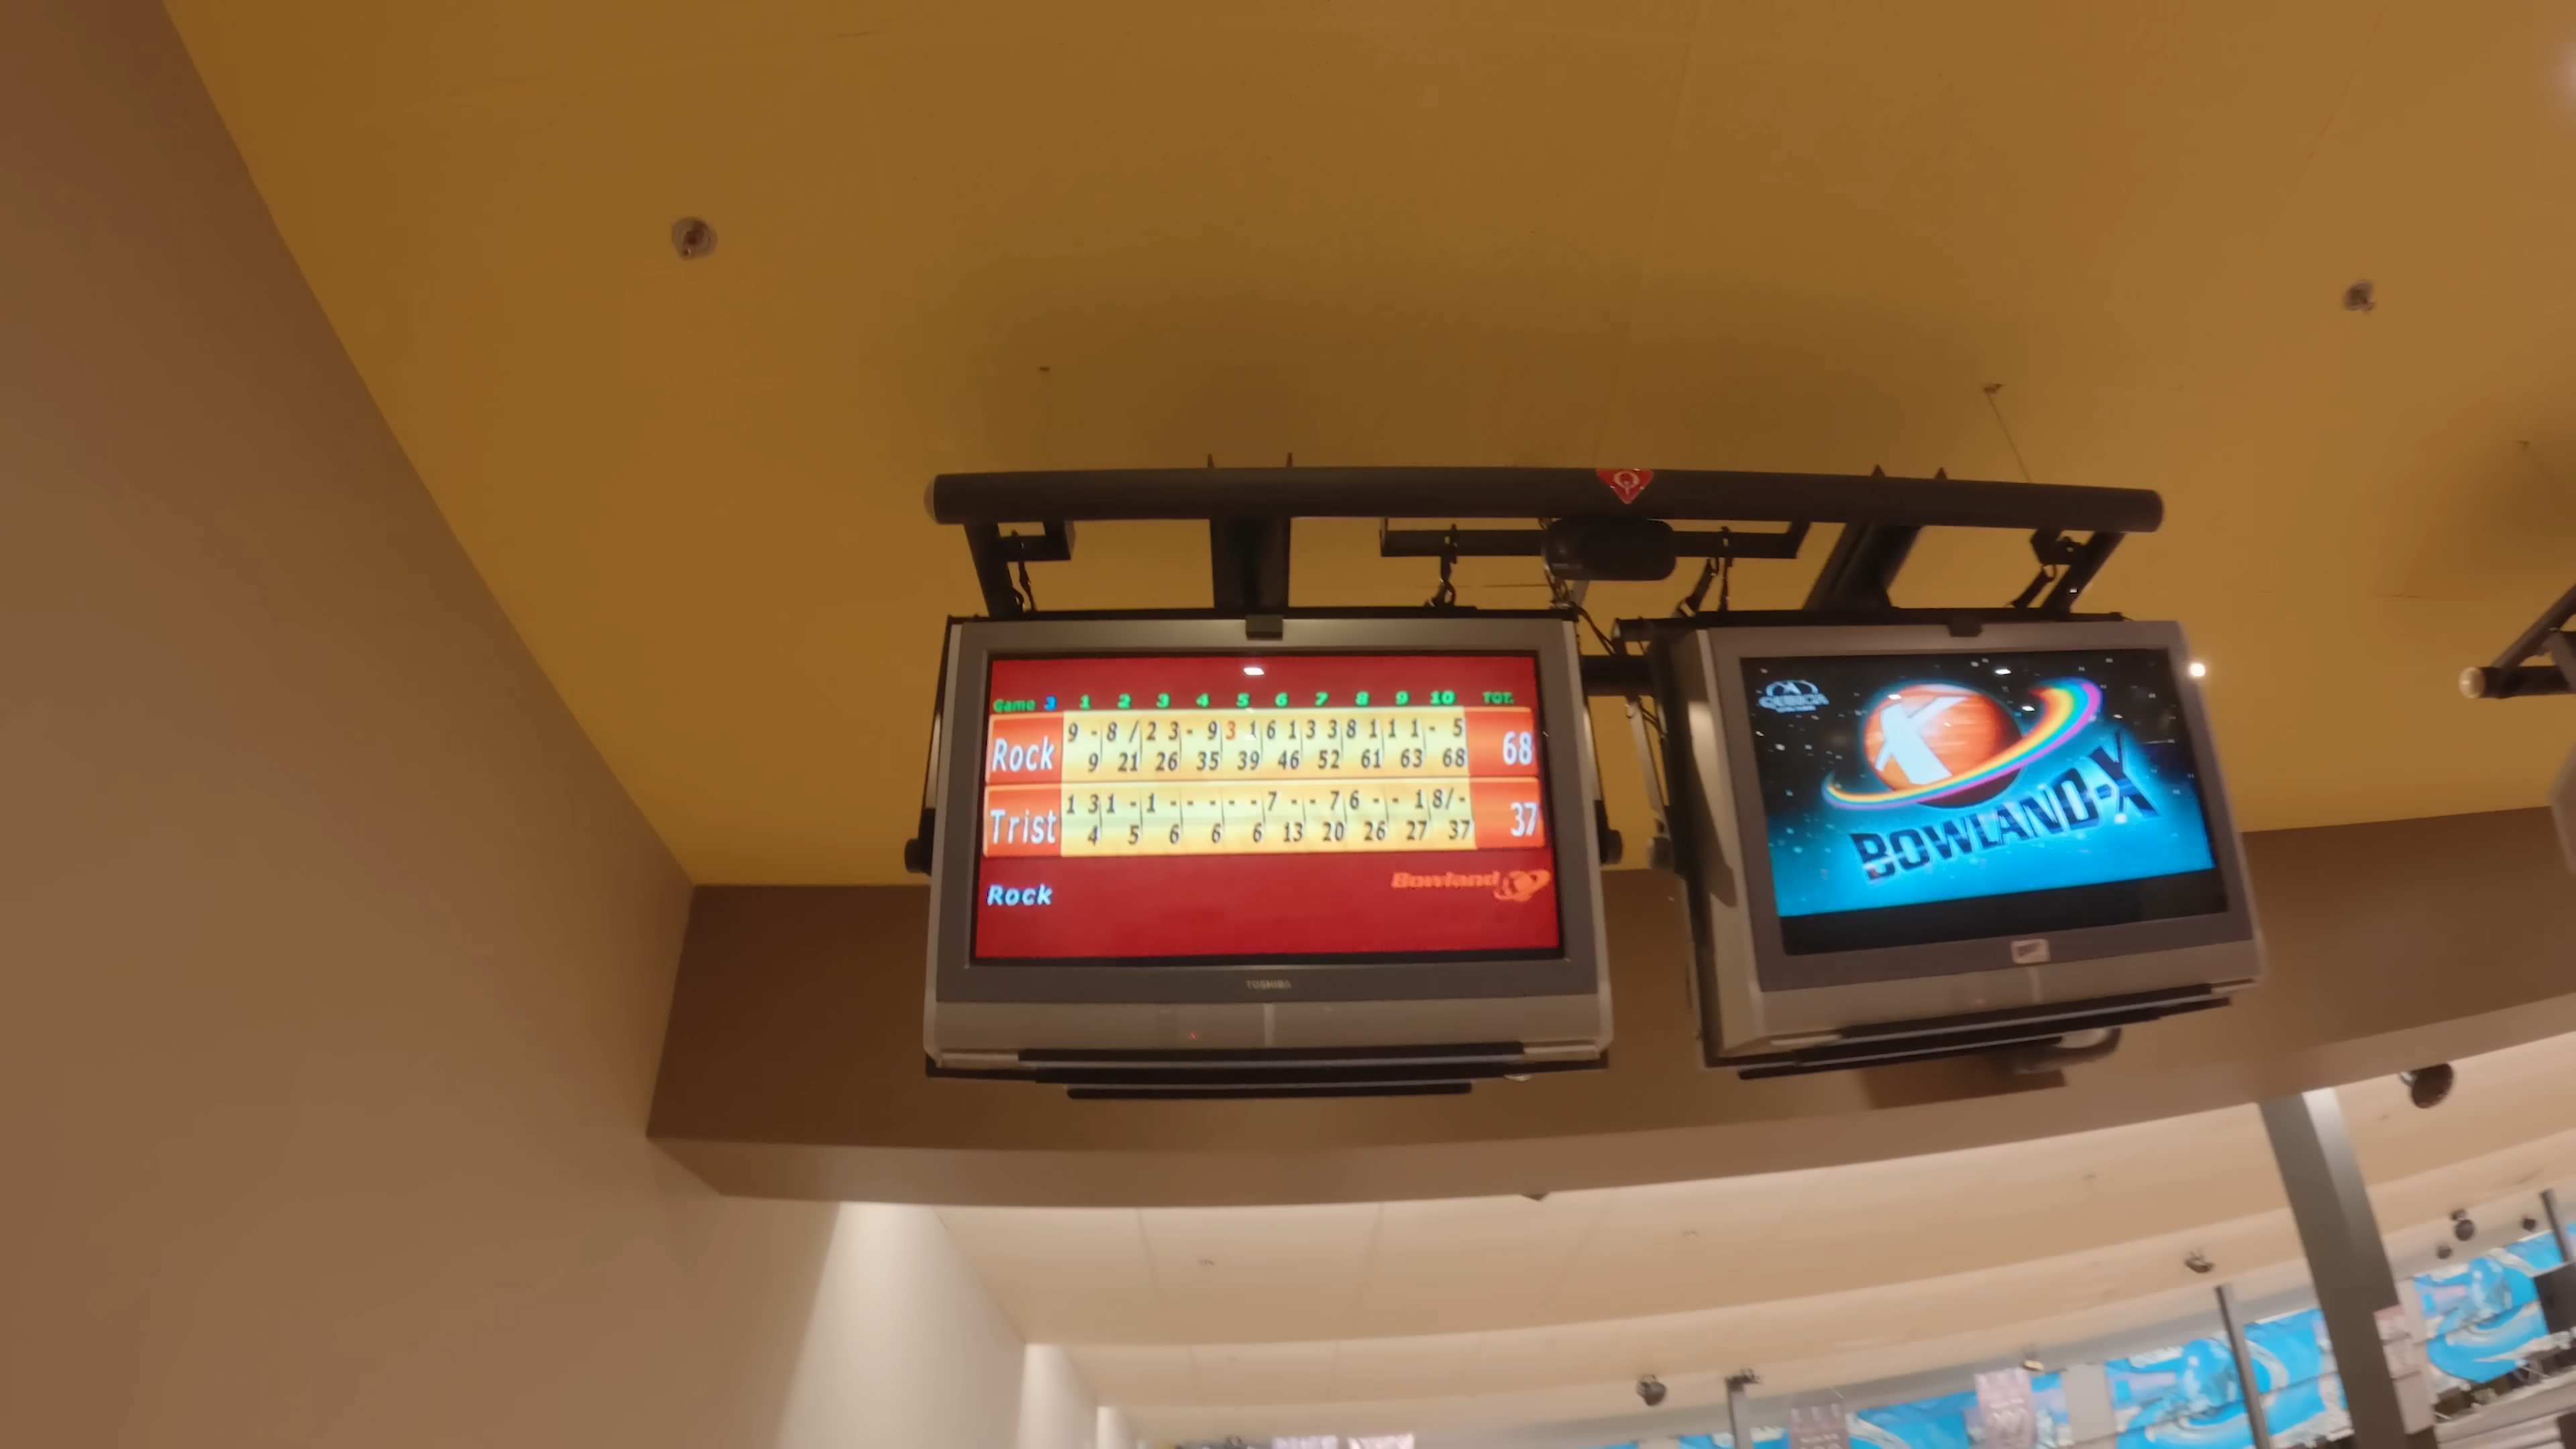 Game 3 1 2 3 4 5 6 7 8 9 10 TOT.
Rock 9 - 8 / 2 3 - 9 3 1 6 1 3 3 8 1 1 1 - 5 68
9 21 26 35 39 46 52 61 63 68
Trist 1 3 1 - 1 - - - - - 7 - - 7 6 - - 1 8/- 37
4 5 6 6 6 13 20 26 27 37
Rock
Bowland
TOSHIBA
QUBICA
K
BOWLAND-X